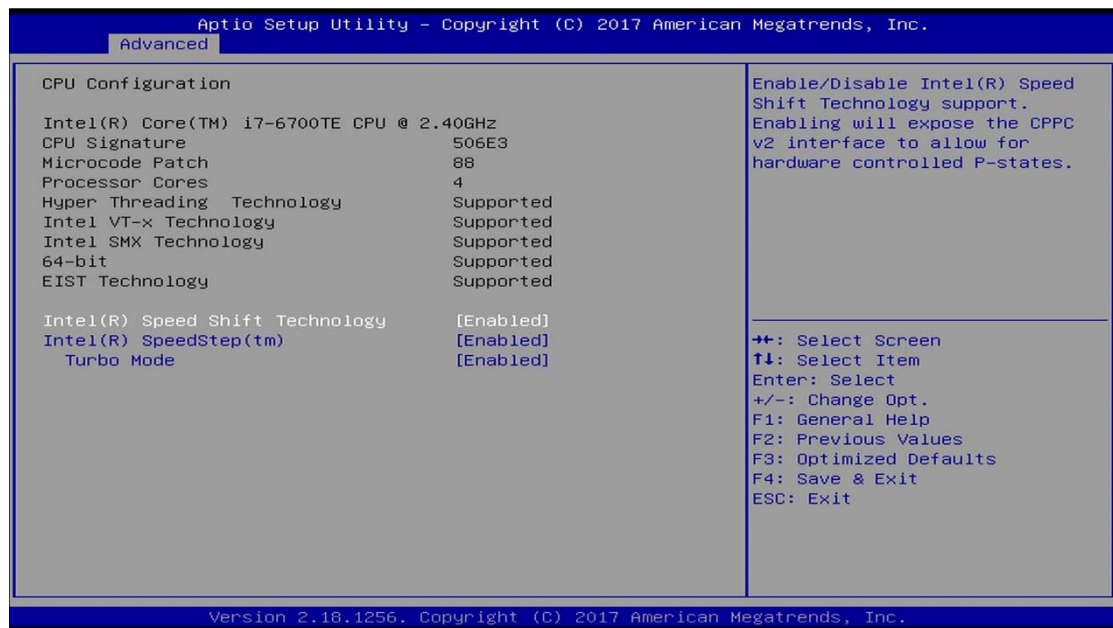 Aptio Setup Utility – Copyright (C) 2017 American Megatrends, Inc.
Advanced
CPU Configuration
Intel(R) Core(TM) i7-6700TE CPU @ 2.40GHz
CPU Signature 506E3
Microcode Patch 88
Processor Cores 4
Hyper Threading Technology Supported
Intel VT-x Technology Supported
Intel SMX Technology Supported
64-bit Supported
EIST Technology Supported
Intel(R) Speed Shift Technology [Enabled]
Intel(R) SpeedStep(tm) [Enabled]
Turbo Mode [Enabled]
Enable/Disable Intel(R) Speed
Shift Technology support.
Enabling will expose the CPPC
v2 interface to allow for
hardware controlled P-states.
→←: Select Screen
↑↓: Select Item
Enter: Select
+/-: Change Opt.
F1: General Help
F2: Previous Values
F3: Optimized Defaults
F4: Save & Exit
ESC: Exit
Version 2.18.1256. Copyright (C) 2017 American Megatrends, Inc.